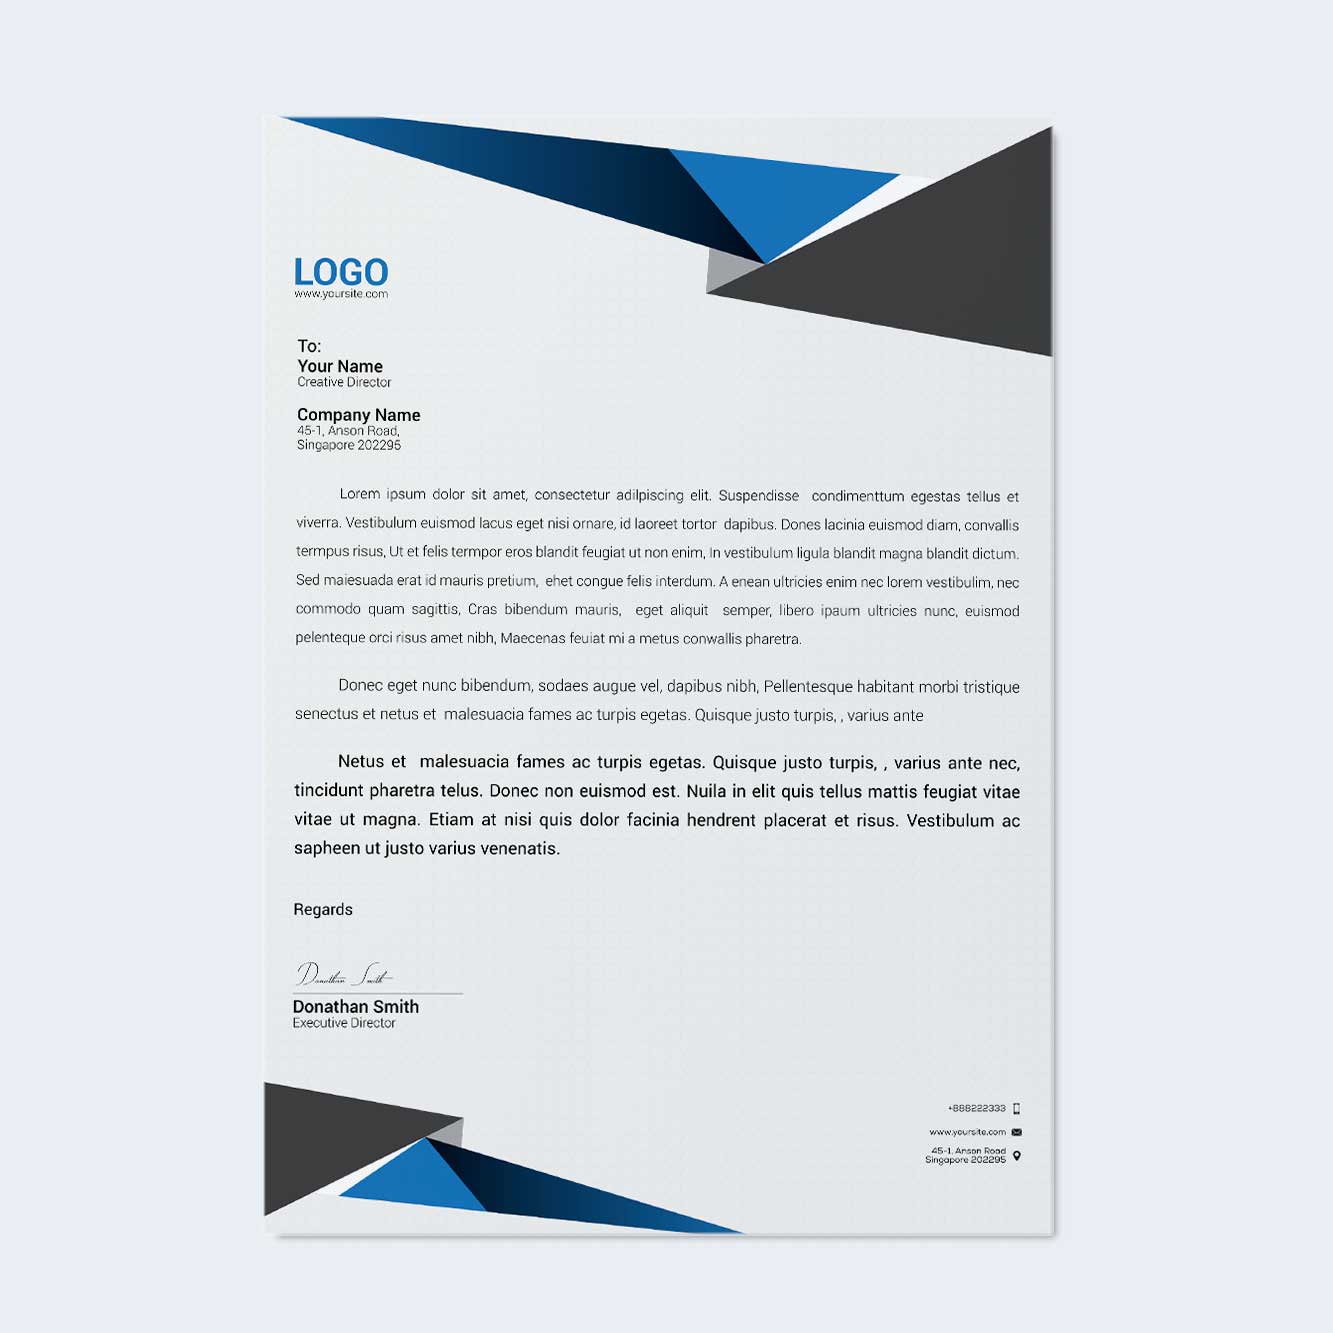 LOGO
www.yoursite.com
To:
Your Name
Creative Director
Company Name
45-1, Anson Road,
Singapore 202295
Lorem ipsum dolor sit amet, consectetur adilpiscing elit. Suspendisse condimenttum egestas tellus et
viverra. Vestibulum euismod lacus eget nisi ornare, id laoreet tortor dapibus. Dones lacinia euismod diam, convallis
termpus risus, Ut et felis termpor eros blandit feugiat ut non enim, In vestibulum ligula blandit magna blandit dictum.
Sed maiesuada erat id mauris pretium, ehet congue felis interdum. A enean ultricies enim nec lorem vestibulim, nec
commodo quam sagittis, Cras bibendum mauris, eget aliquit semper, libero ipaum ultricies nunc, euismod
pelenteque orci risus amet nibh, Maecenas feuiat mi a metus conwallis pharetra.
Donec eget nunc bibendum, sodaes augue vel, dapibus nibh, Pellentesque habitant morbi tristique
senectus et netus et malesuacia fames ac turpis egetas. Quisque justo turpis, , varius ante
Netus et malesuacia fames ac turpis egetas. Quisque justo turpis, , varius ante nec,
tincidunt pharetra telus. Donec non euismod est. Nuila in elit quis tellus mattis feugiat vitae
vitae ut magna. Etiam at nisi quis dolor facinia hendrent placerat et risus. Vestibulum ac
sapheen ut justo varius venenatis.
Regards
Donathan Smith
Donathan Smith
Executive Director
+888222333
www.yoursite.com
45-1, Anson Road
Singapore 202295